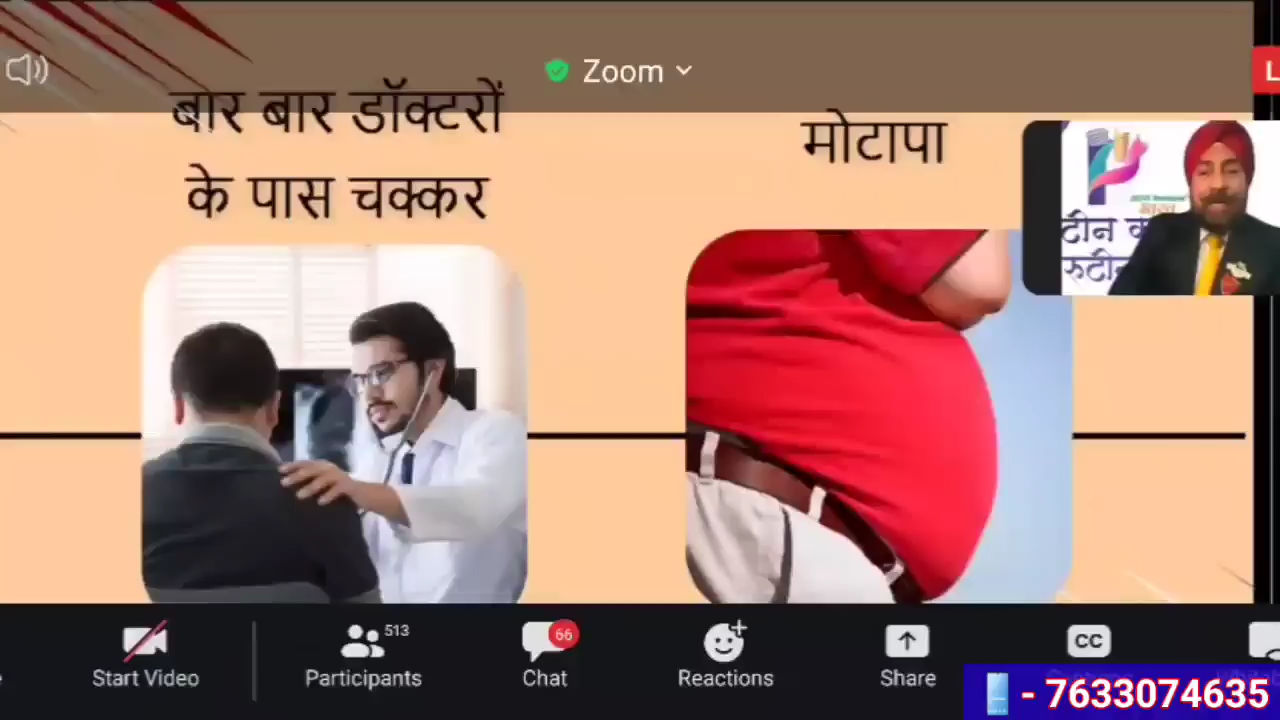 Zoom
L
बार बार डॉक्टरों
के पास चक्कर
मोटापा
टीन
रुटीन
Start Video
513
Participants
66
Chat
Reactions
Share
CC
- 7633074635